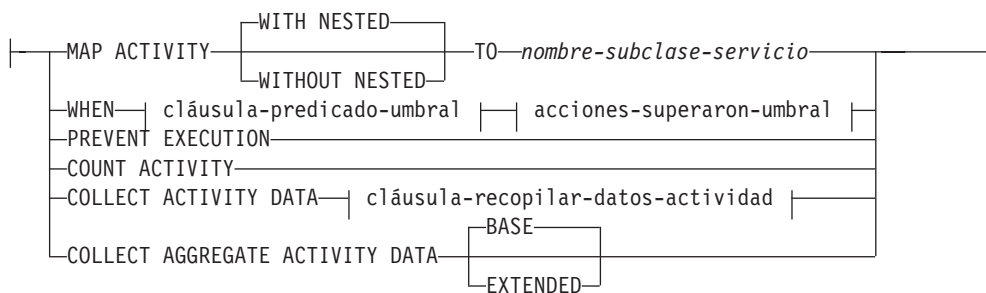 WITH NESTED
MAP ACTIVITY TO nombre-subclase-servicio
WITHOUT NESTED
WHEN cláusula-predicado-umbral acciones-superaron-umbral
PREVENT EXECUTION
COUNT ACTIVITY
COLLECT ACTIVITY DATA cláusula-recopilar-datos-actividad
BASE
COLLECT AGGREGATE ACTIVITY DATA
EXTENDED